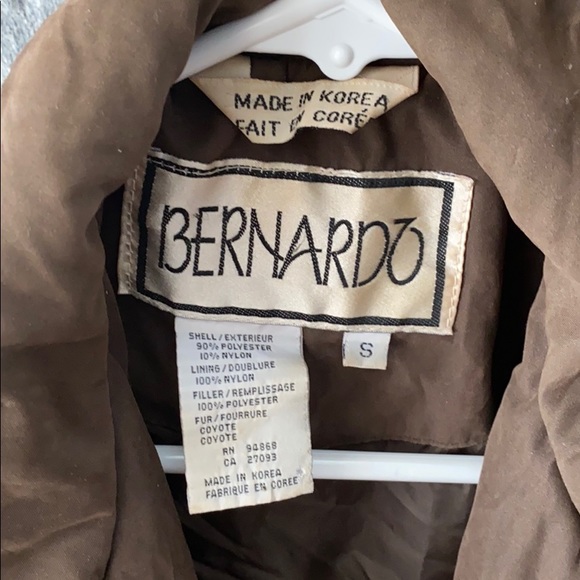 MADE IN KOREA
FAIT EN CORÉ
BERNARDO
S
SHELL/EXTERIEUR
90% POLYESTER
10% NYLON
LINING/DOUBLURE
100% NYLON
FILLER/REMPLISSAGE
100% POLYESTER
FUR/FOURRURE
COYOTE
COYOTE
RN 94868
CA 27093
MADE IN KOREA
FABRIQUE EN COREE